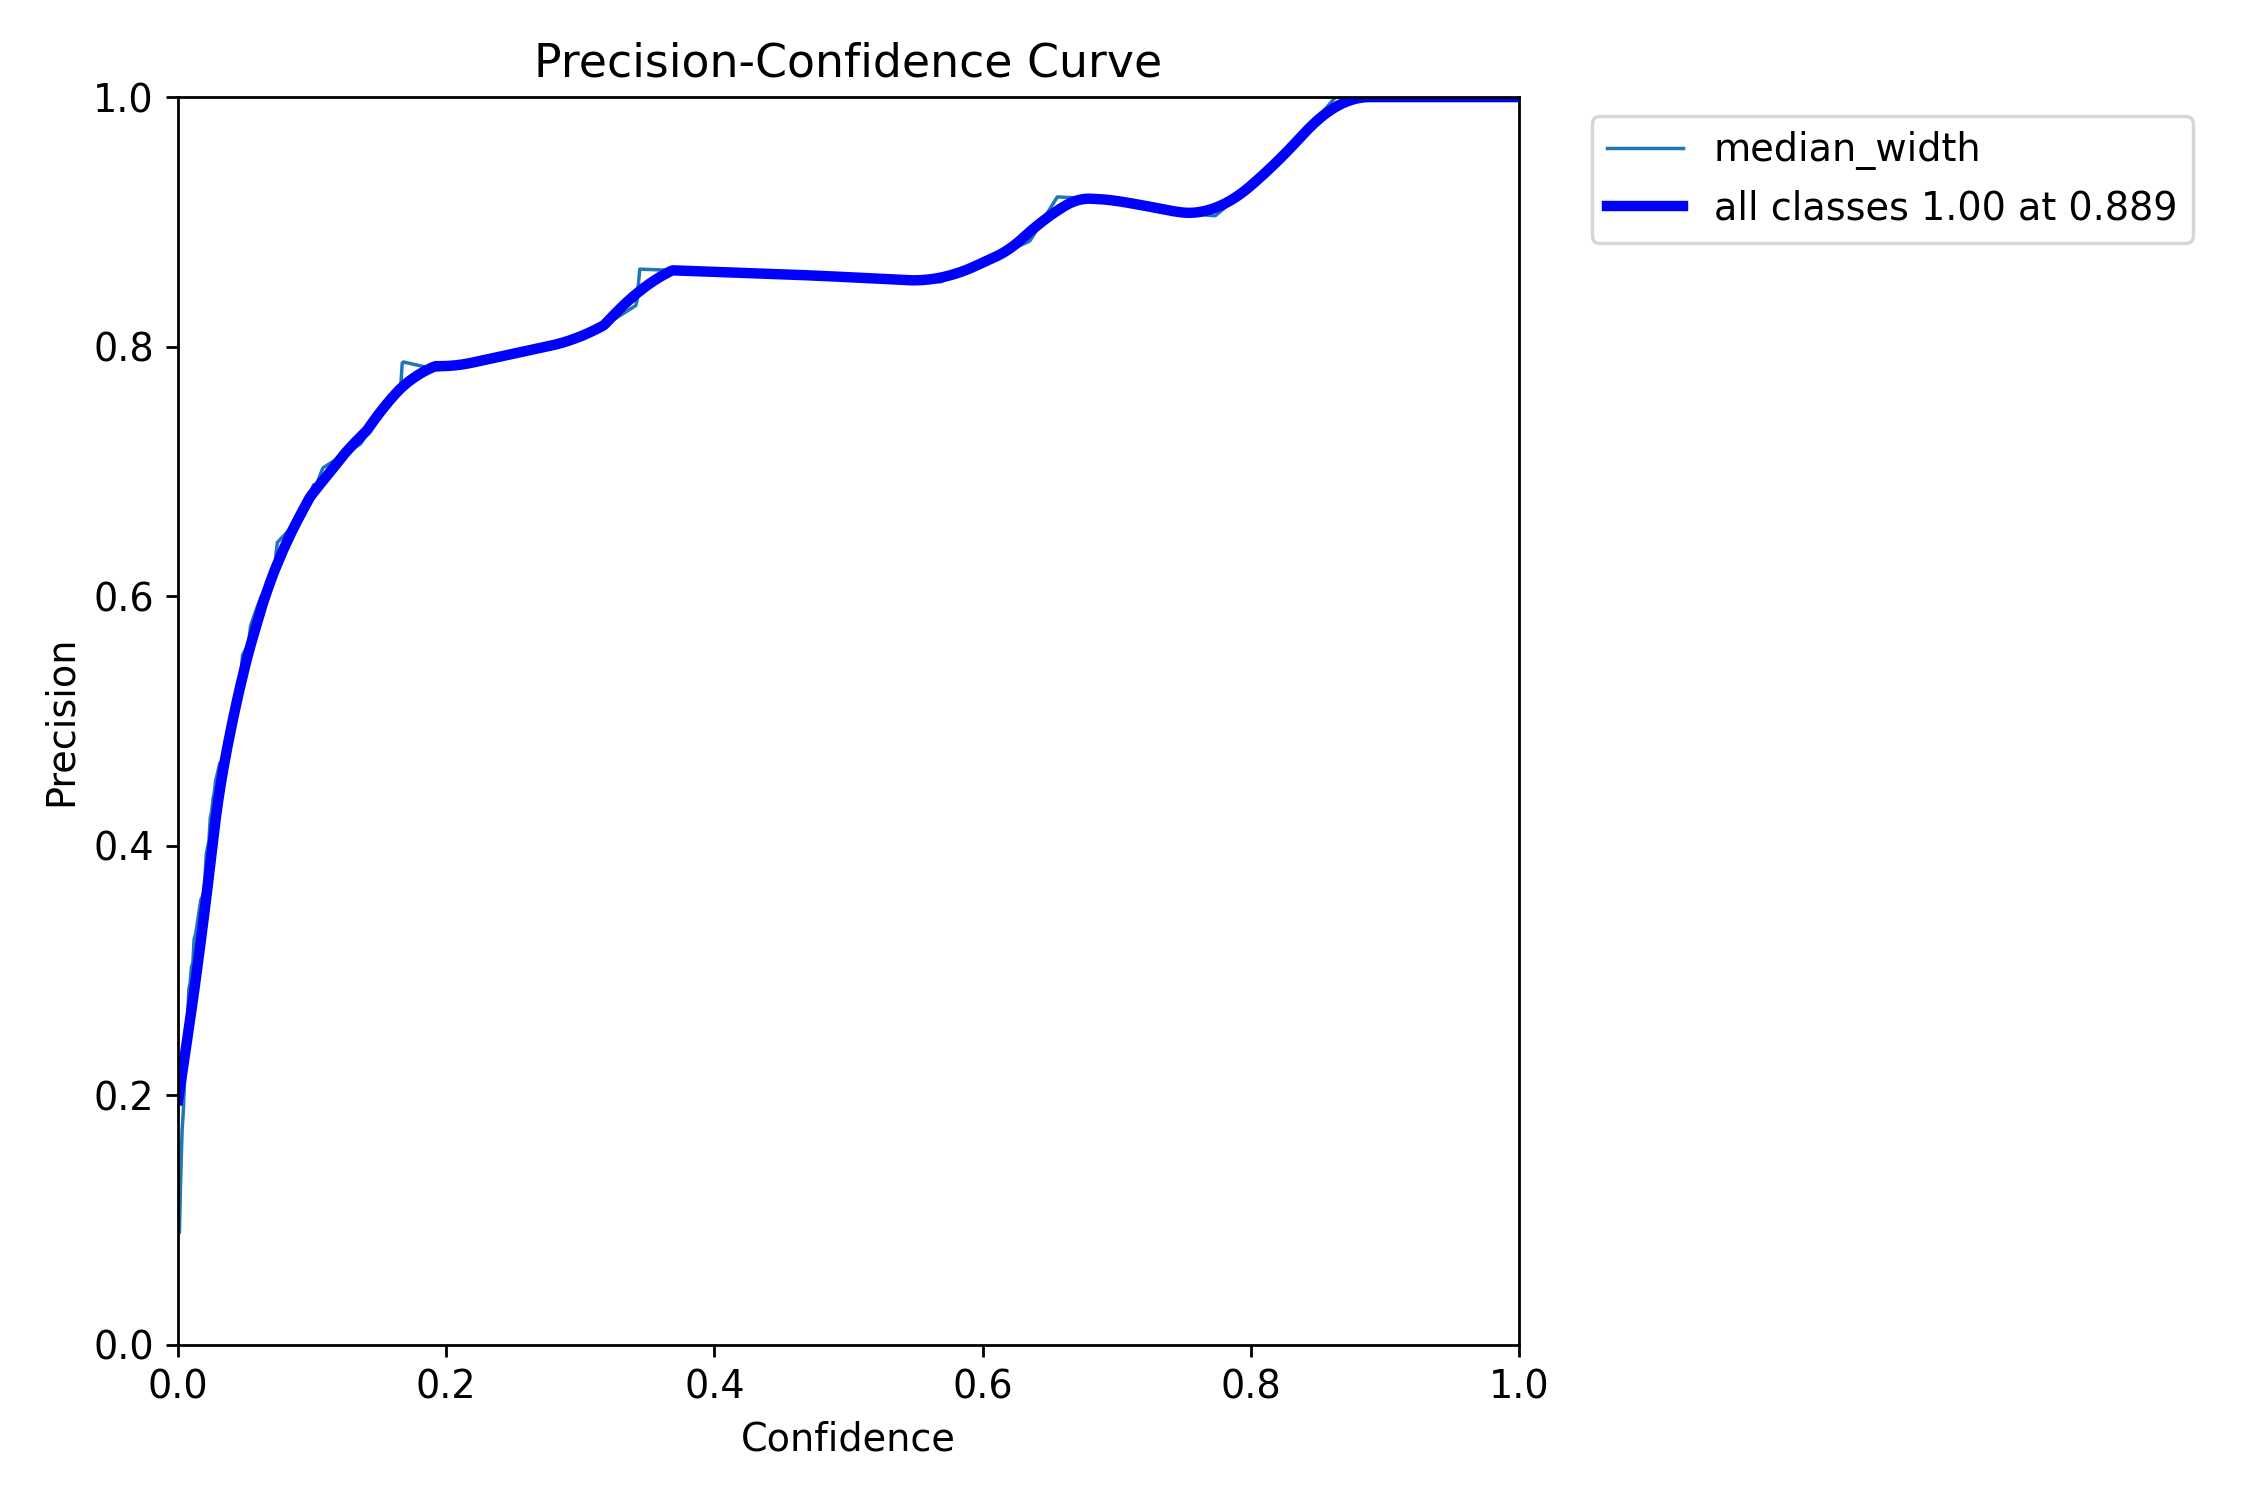 Precision-Confidence Curve
median_width
all classes 1.00 at 0.889
1.0
0.8
0.6
0.4
0.2
0.0
Precision
0.0 0.2 0.4 0.6 0.8 1.0
Confidence